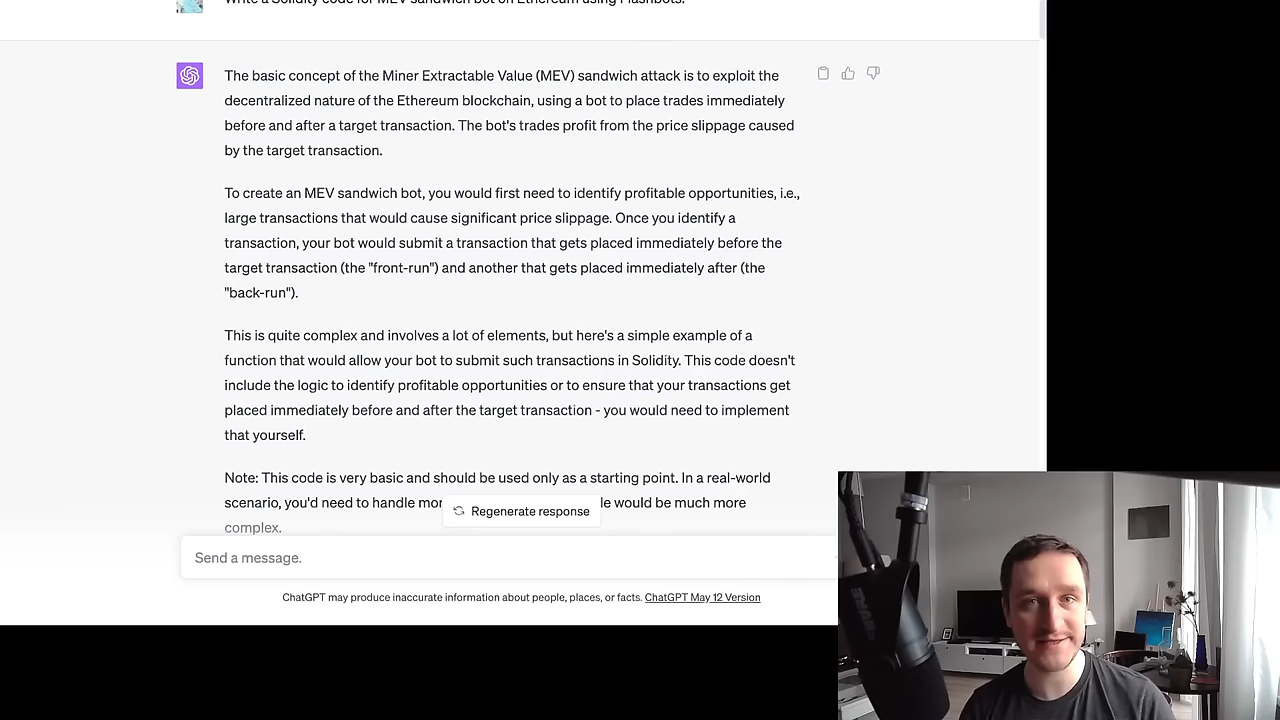 Write a Solidity code for MEV sandwich bot on Ethereum using Flashbots.
The basic concept of the Miner Extractable Value (MEV) sandwich attack is to exploit the
decentralized nature of the Ethereum blockchain, using a bot to place trades immediately
before and after a target transaction. The bot's trades profit from the price slippage caused
by the target transaction.
To create an MEV sandwich bot, you would first need to identify profitable opportunities, i.e.,
large transactions that would cause significant price slippage. Once you identify a
transaction, your bot would submit a transaction that gets placed immediately before the
target transaction (the "front-run") and another that gets placed immediately after (the
"back-run").
This is quite complex and involves a lot of elements, but here's a simple example of a
function that would allow your bot to submit such transactions in Solidity. This code doesn't
include the logic to identify profitable opportunities or to ensure that your transactions get
placed immediately before and after the target transaction - you would need to implement
that yourself.
Note: This code is very basic and should be used only as a starting point. In a real-world
scenario, you'd need to handle would be much more
complex.
Regenerate response
Send a message.
ChatGPT may produce inaccurate information about people, places, or facts. ChatGPT May 12 Version
SHURE